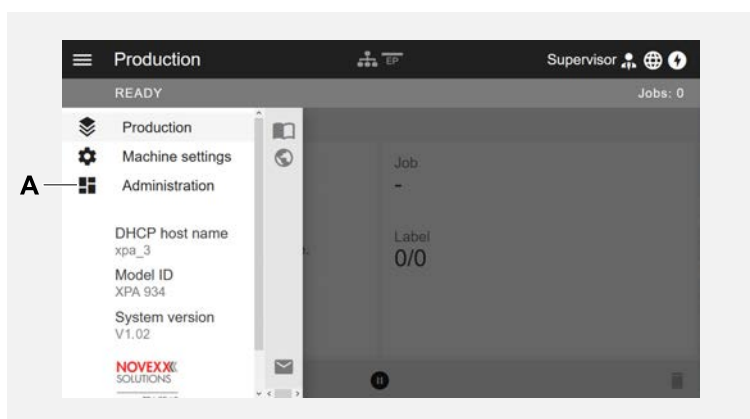 Production
EP
Supervisor
READY
Jobs: 0
Production
Machine settings
A
Administration
DHCP host name
xpa_3
Model ID
XPA 934
System version
V1.02
NOVEXX
SOLUTIONS
Job
-
Label
0/0